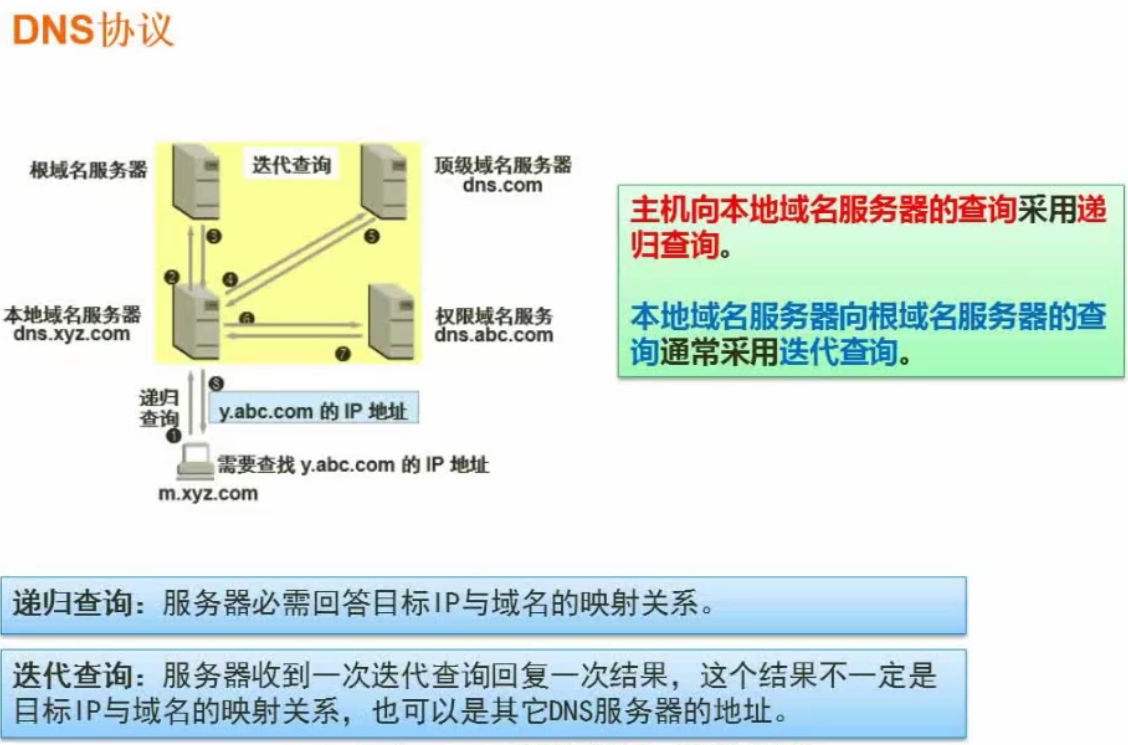 DNS协议
根域名服务器
迭代查询
顶级域名服务器
dns.com
❸
❺
❷
❹
本地域名服务器
dns.xyz.com
❻
权限域名服务
dns.abc.com
❼
递归
查询
❶
❽
y.abc.com 的 IP 地址
需要查找 y.abc.com 的 IP 地址
m.xyz.com
主机向本地域名服务器的查询采用递
归查询。
本地域名服务器向根域名服务器的查
询通常采用迭代查询。
递归查询：服务器必需回答目标IP与域名的映射关系。
迭代查询：服务器收到一次迭代查询回复一次结果，这个结果不一定是
目标IP与域名的映射关系，也可以是其它DNS服务器的地址。